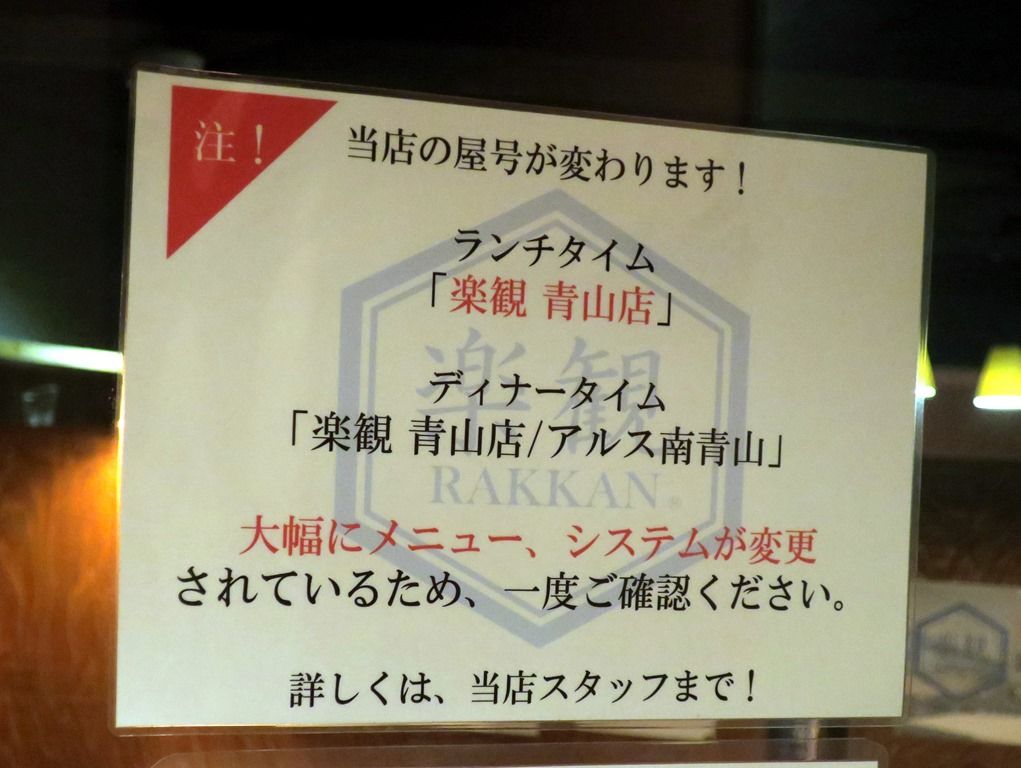 注！
当店の屋号が変わります！
ランチタイム
「楽観 青山店」
楽観
ディナータイム
「楽観 青山店/アルス南青山」
RAKKAN®
大幅にメニュー、システムが変更
されているため、一度ご確認ください。
詳しくは、当店スタッフまで！